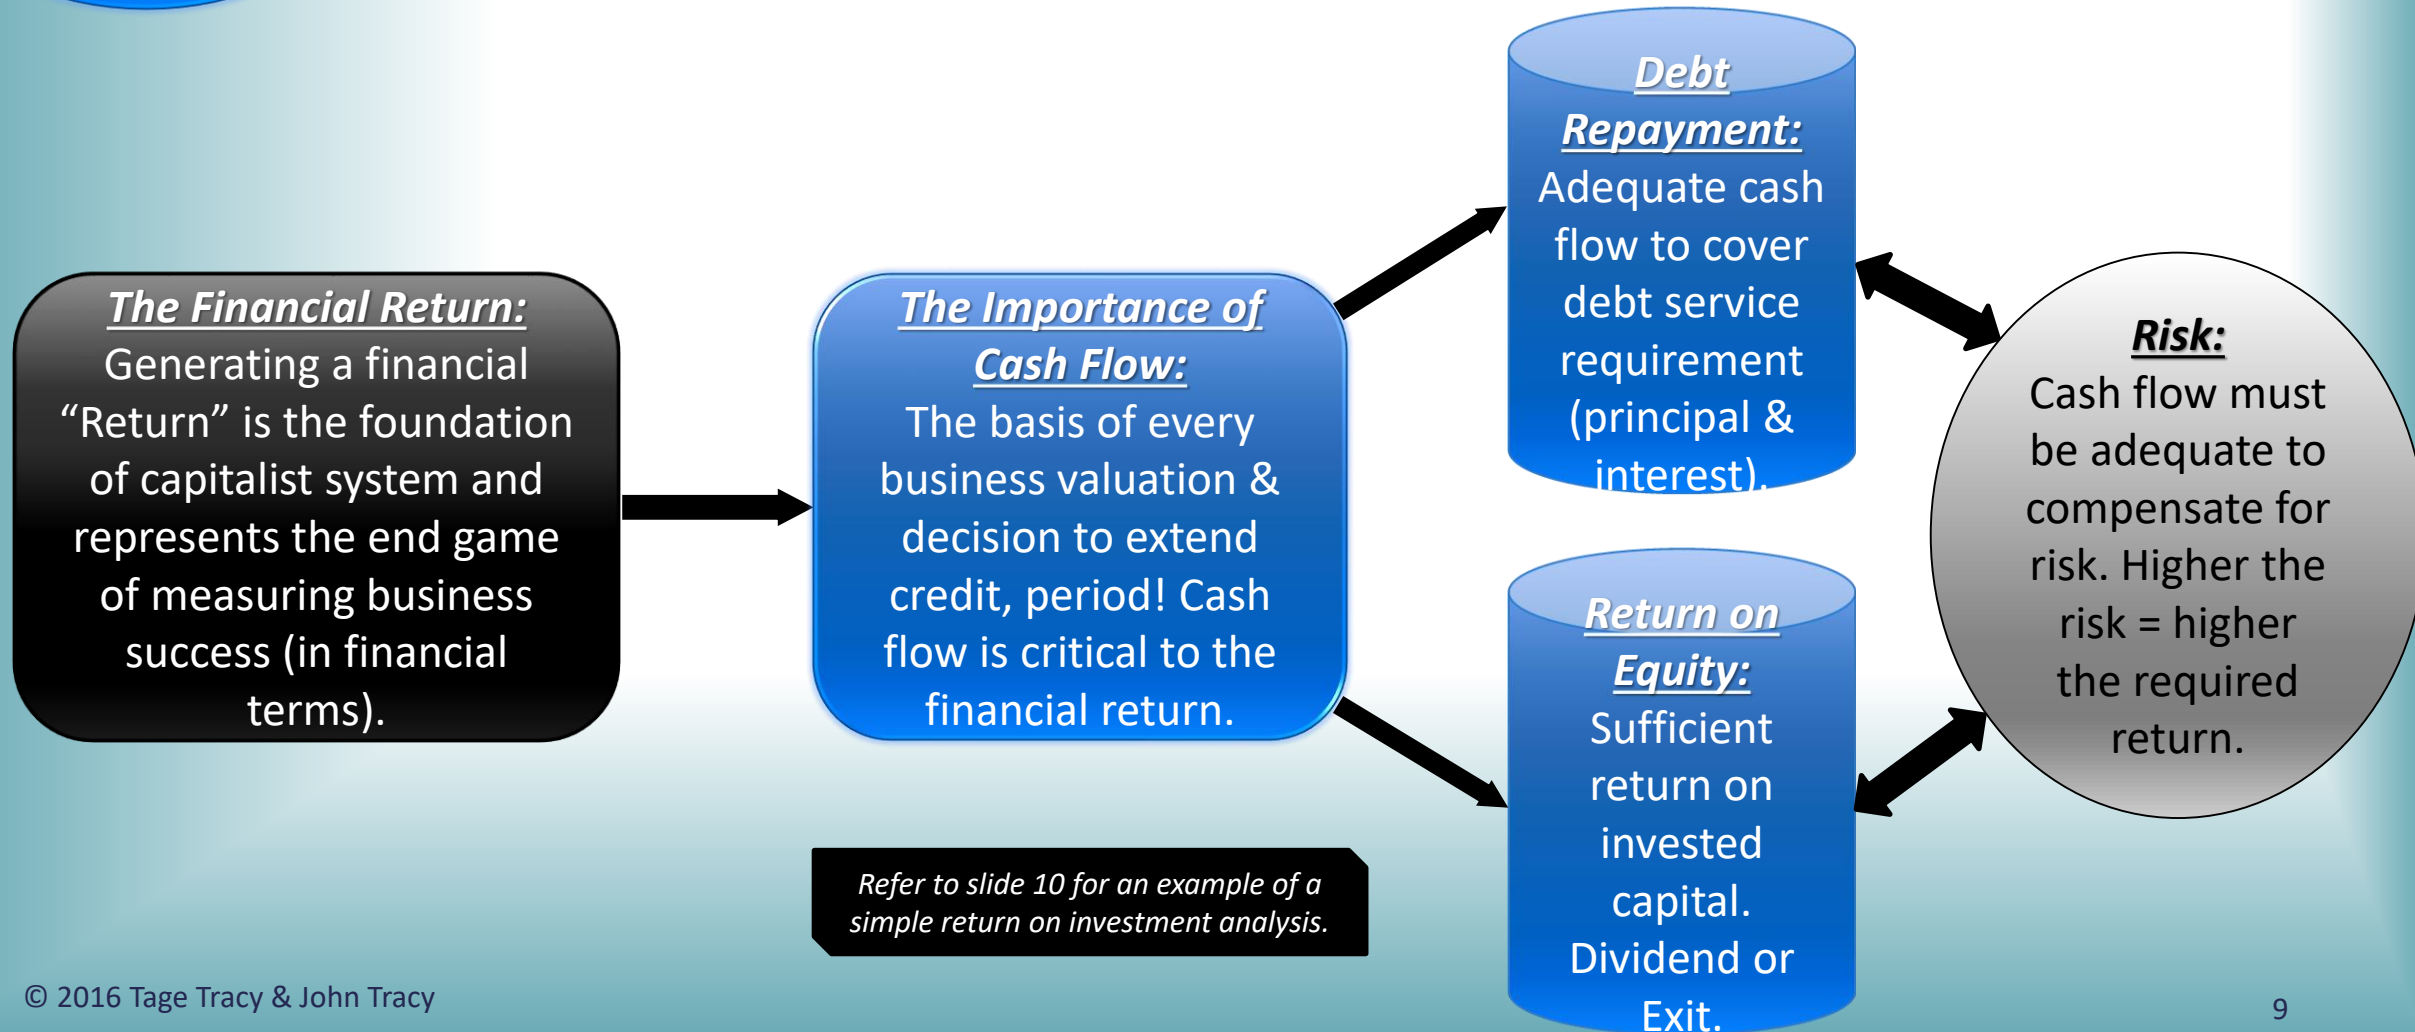 The Financial Return:
Generating a financial
“Return” is the foundation
of capitalist system and
represents the end game
of measuring business
success (in financial
terms).
The Importance of
Cash Flow:
The basis of every
business valuation &
decision to extend
credit, period! Cash
flow is critical to the
financial return.
Debt
Repayment:
Adequate cash
flow to cover
debt service
requirement
(principal &
interest).
Return on
Equity:
Sufficient
return on
invested
capital.
Dividend or
Exit.
Risk:
Cash flow must
be adequate to
compensate for
risk. Higher the
risk = higher
the required
return.
Refer to slide 10 for an example of a
simple return on investment analysis.
© 2016 Tage Tracy & John Tracy
9